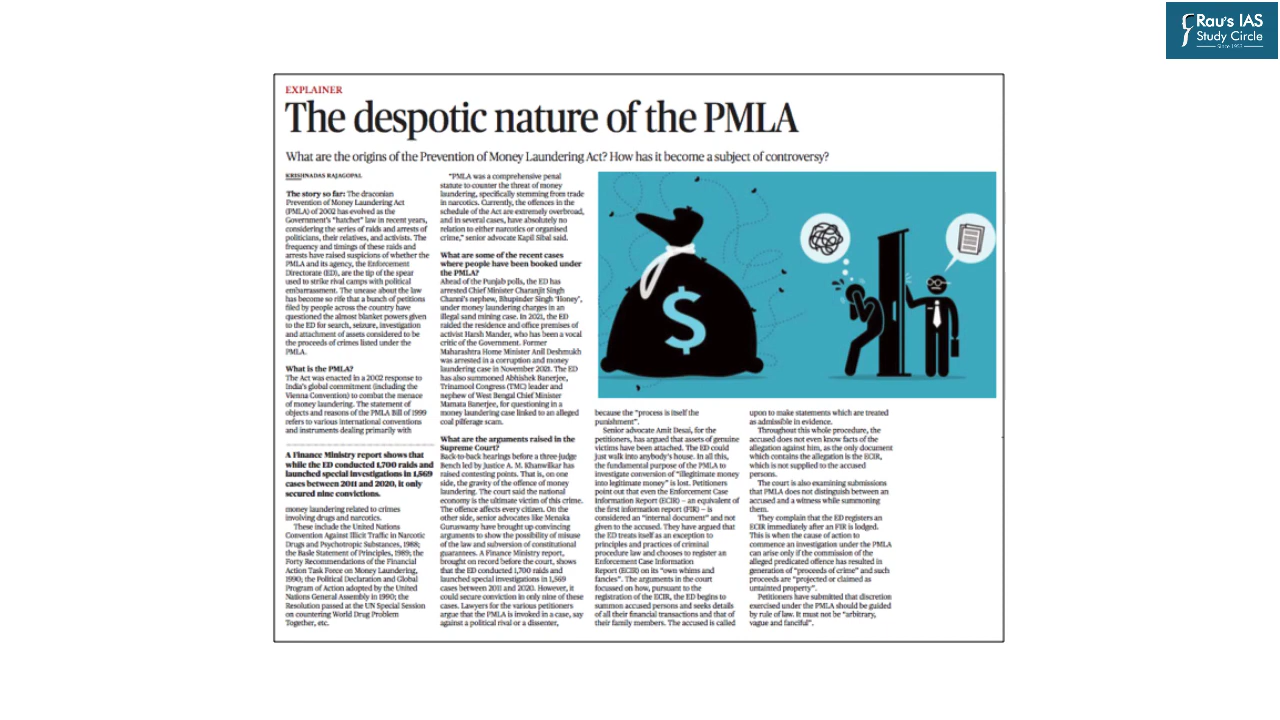 Rau's IAS
Study Circle
Since 1953
EXPLAINER
The despotic nature of the PMLA
What are the origins of the Prevention of Money Laundering Act? How has it become a subject of controversy?
KRISHNADAS RAJAGOPAL
The story so far: The draconian
Prevention of Money Laundering Act
(PMLA) of 2002 has evolved as the
Government's "hatchet" law in recent years,
considering the series of raids and arrests of
politicians, their relatives, and activists. The
frequency and timings of these raids and
arrests have raised suspicions of whether the
PMLA and its agency, the Enforcement
Directorate (ED), are the tip of the spear
used to strike rival camps with political
embarrassment. The unease about the law
has become so rife that a bunch of petitions
filed by people across the country have
questioned the almost blanket powers given
to the ED for search, seizure, investigation
and attachment of assets considered to be
the proceeds of crimes listed under the
PMLA.
What is the PMLA?
The Act was enacted in a 2002 response to
India's global commitment (including the
Vienna Convention) to combat the menace
of money laundering. The statement of
objects and reasons of the PMLA Bill of 1999
refers to various international conventions
and instruments dealing primarily with
A Finance Ministry report shows that
while the ED conducted 1,700 raids and
launched special investigations in 1,569
cases between 2011 and 2020, it only
secured nine convictions.
money laundering related to crimes
involving drugs and narcotics.
These include the United Nations
Convention Against Illicit Traffic in Narcotic
Drugs and Psychotropic Substances, 1988;
the Basle Statement of Principles, 1989; the
Forty Recommendations of the Financial
Action Task Force on Money Laundering,
1990; the Political Declaration and Global
Program of Action adopted by the United
Nations General Assembly in 1990; the
Resolution passed at the UN Special Session
on countering World Drug Problem
Together, etc.
"PMLA was a comprehensive penal
statute to counter the threat of money
laundering, specifically stemming from trade
in narcotics. Currently, the offences in the
schedule of the Act are extremely overbroad,
and in several cases, have absolutely no
relation to either narcotics or organised
crime," senior advocate Kapil Sibal said.
What are some of the recent cases
where people have been booked under
the PMLA?
Ahead of the Punjab polls, the ED has
arrested Chief Minister Charanjit Singh
Channi's nephew, Bhupinder Singh 'Honey',
under money laundering charges in an
illegal sand mining case. In 2021, the ED
raided the residence and office premises of
activist Harsh Mander, who has been a vocal
critic of the Government. Former
Maharashtra Home Minister Anil Deshmukh
was arrested in a corruption and money
laundering case in November 2021. The ED
has also summoned Abhishek Banerjee,
Trinamool Congress (TMC) leader and
nephew of West Bengal Chief Minister
Mamata Banerjee, for questioning in a
money laundering case linked to an alleged
coal pilferage scam.
What are the arguments raised in the
Supreme Court?
Back-to-back hearings before a three-judge
Bench led by Justice A. M. Khanwilkar has
raised contesting points. That is, on one
side, the gravity of the offence of money
laundering. The court said the national
economy is the ultimate victim of this crime.
The offence affects every citizen. On the
other side, senior advocates like Menaka
Guruswamy have brought up convincing
arguments to show the possibility of misuse
of the law and subversion of constitutional
guarantees. A Finance Ministry report,
brought on record before the court, shows
that the ED conducted 1,700 raids and
launched special investigations in 1,569
cases between 2011 and 2020. However, it
could secure conviction in only nine of these
cases. Lawyers for the various petitioners
argue that the PMLA is invoked in a case, say
against a political rival or a dissenter,
$
because the "process is itself the
punishment".
Senior advocate Amit Desai, for the
petitioners, has argued that assets of genuine
victims have been attached. The ED could
just walk into anybody's house. In all this,
the fundamental purpose of the PMLA to
investigate conversion of "illegitimate money
into legitimate money" is lost. Petitioners
point out that even the Enforcement Case
Information Report (ECIR) – an equivalent of
the first information report (FIR) – is
considered an "internal document" and not
given to the accused. They have argued that
the ED treats itself as an exception to
principles and practices of criminal
procedure law and chooses to register an
Enforcement Case Information
Report (ECIR) on its "own whims and
fancies". The arguments in the court
focussed on how, pursuant to the
registration of the ECIR, the ED begins to
summon accused persons and seeks details
of all their financial transactions and that of
their family members. The accused is called
upon to make statements which are treated
as admissible in evidence.
Throughout this whole procedure, the
accused does not even know facts of the
allegation against him, as the only document
which contains the allegation is the ECIR,
which is not supplied to the accused
persons.
The court is also examining submissions
that PMLA does not distinguish between an
accused and a witness while summoning
them.
They complain that the ED registers an
ECIR immediately after an FIR is lodged.
This is when the cause of action to
commence an investigation under the PMLA
can arise only if the commission of the
alleged predicated offence has resulted in
generation of "proceeds of crime" and such
proceeds are "projected or claimed as
untainted property".
Petitioners have submitted that discretion
exercised under the PMLA should be guided
by rule of law. It must not be "arbitrary,
vague and fanciful".